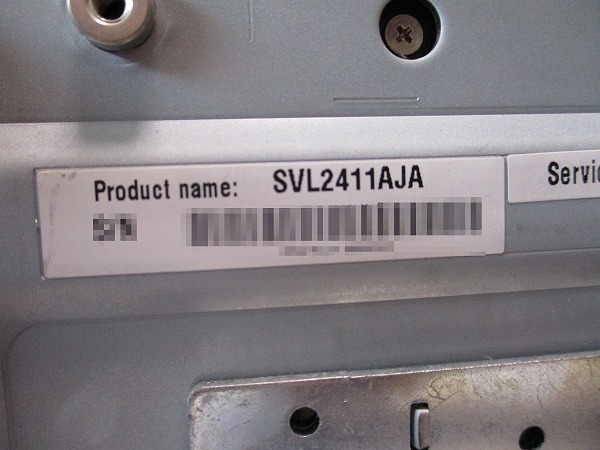 Product name: SVL2411AJA
Servic